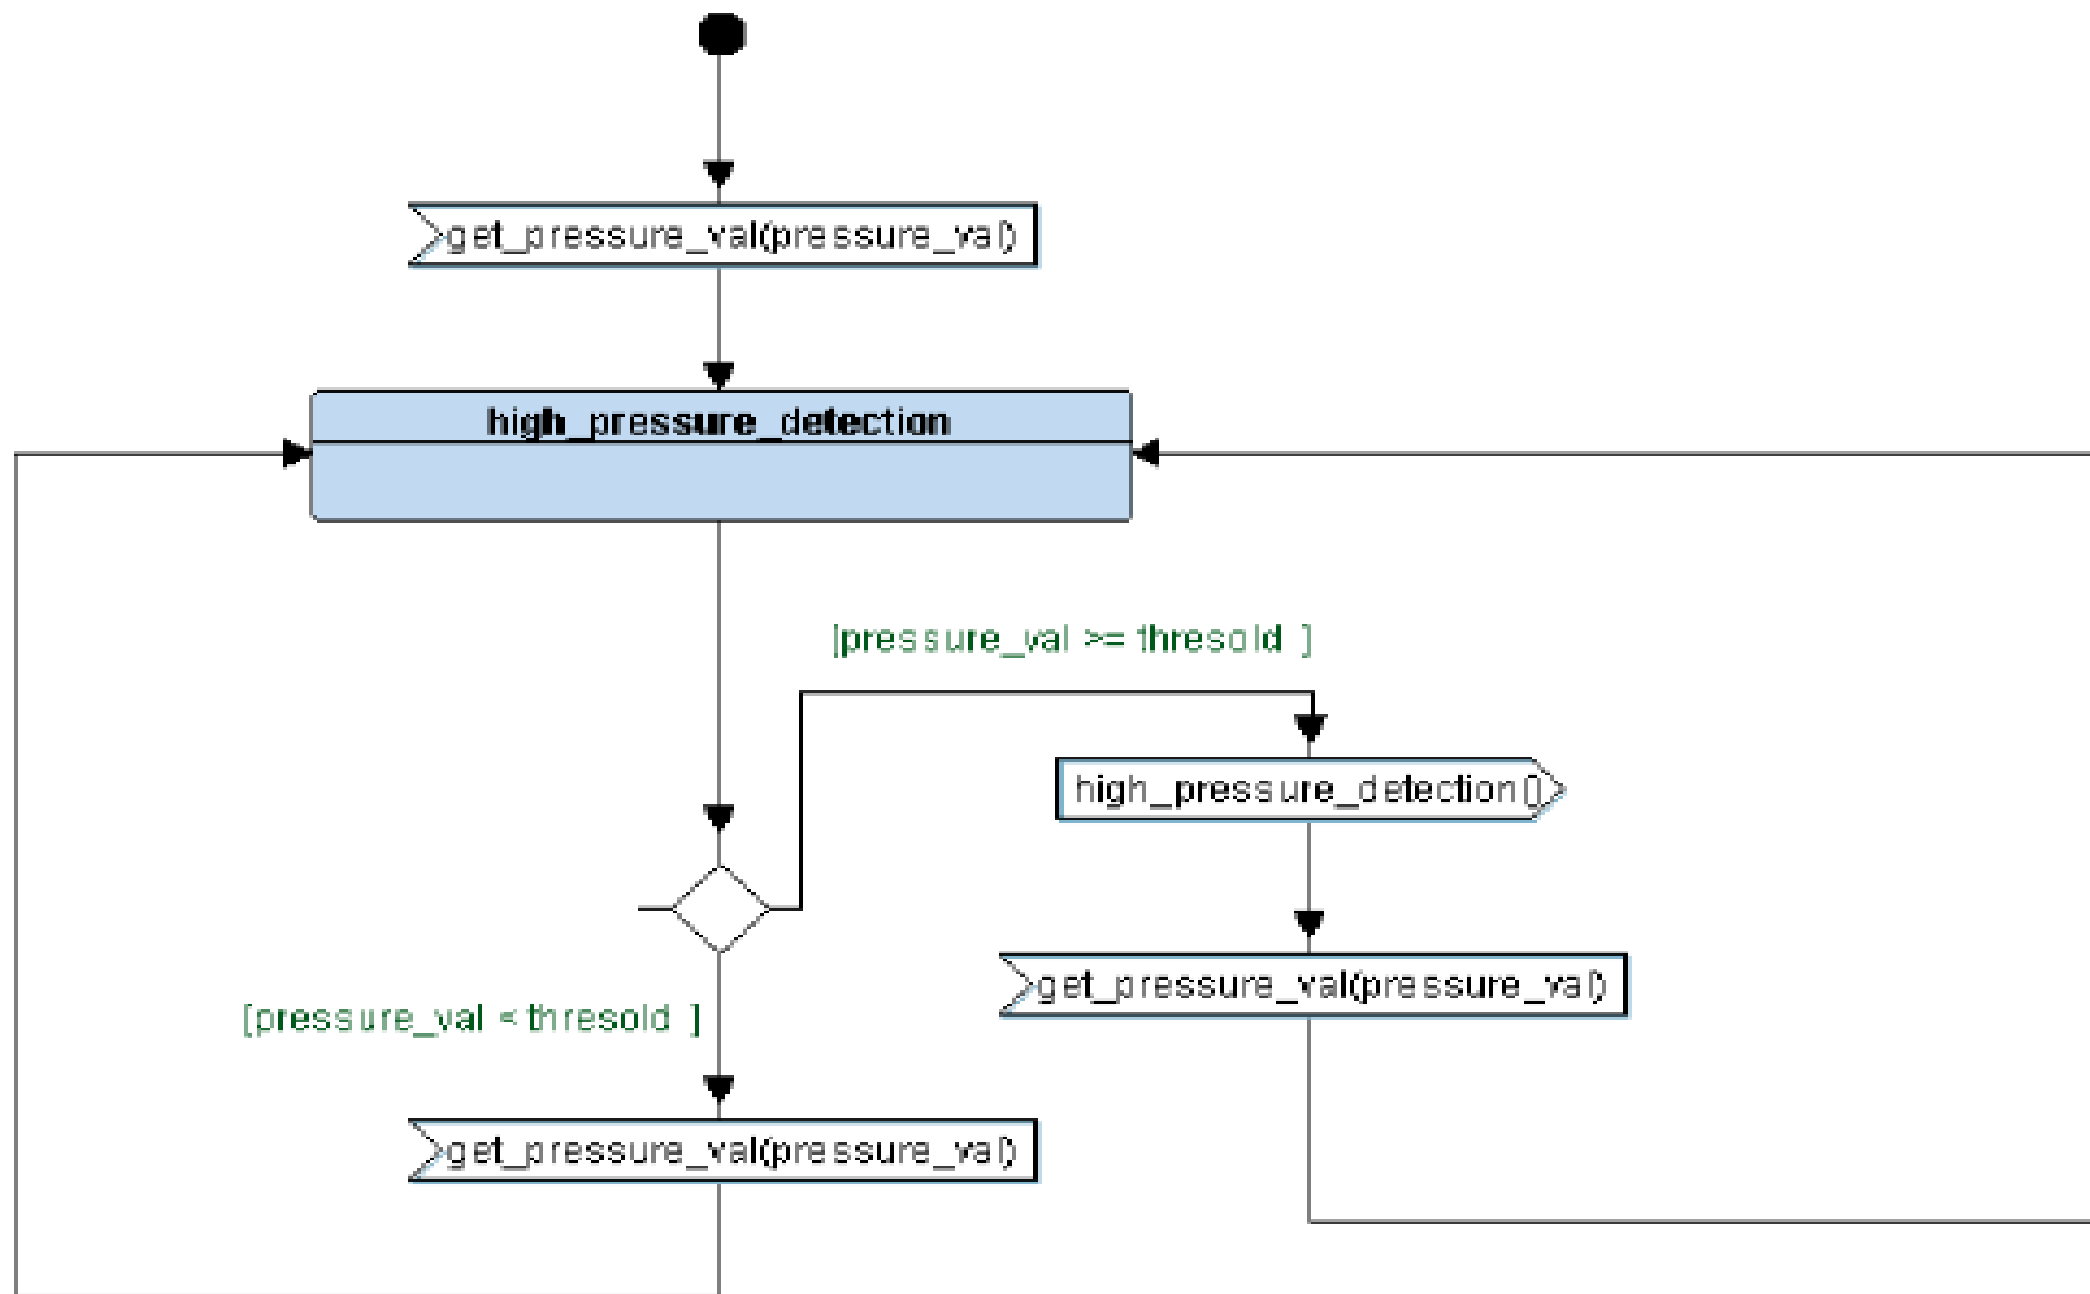 get_pressure_val(pressure_val)
high_pressure_detection
[pressure_val >= thresold ]
high_pressure_detection()
get_pressure_val(pressure_val)
[pressure_val < thresold ]
get_pressure_val(pressure_val)